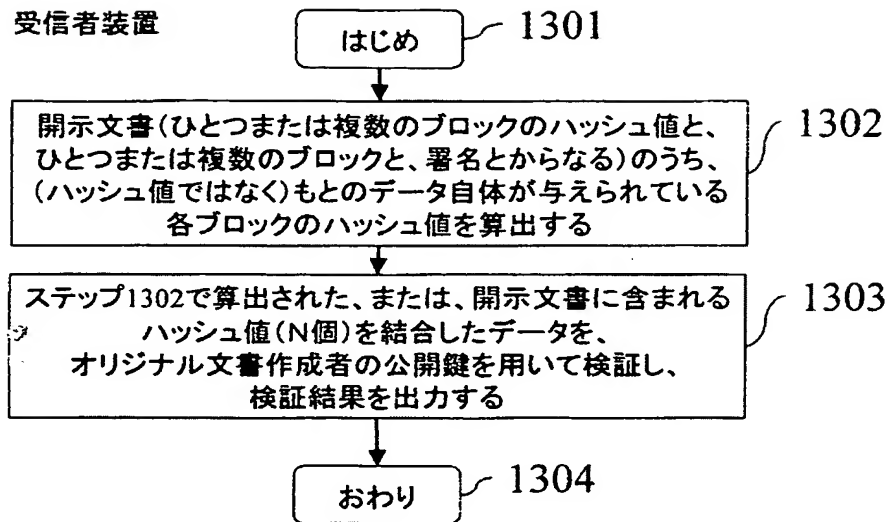 受信者装置
はじめ
1301
開示文書(ひとつまたは複数のブロックのハッシュ値と、
ひとつまたは複数のブロックと、署名とからなる)のうち、
(ハッシュ値ではなく)もとのデータ自体が与えられている
各ブロックのハッシュ値を算出する
1302
ステップ1302で算出された、または、開示文書に含まれる
ハッシュ値(N個)を結合したデータを、
オリジナル文書作成者の公開鍵を用いて検証し、
検証結果を出力する
1303
おわり
1304